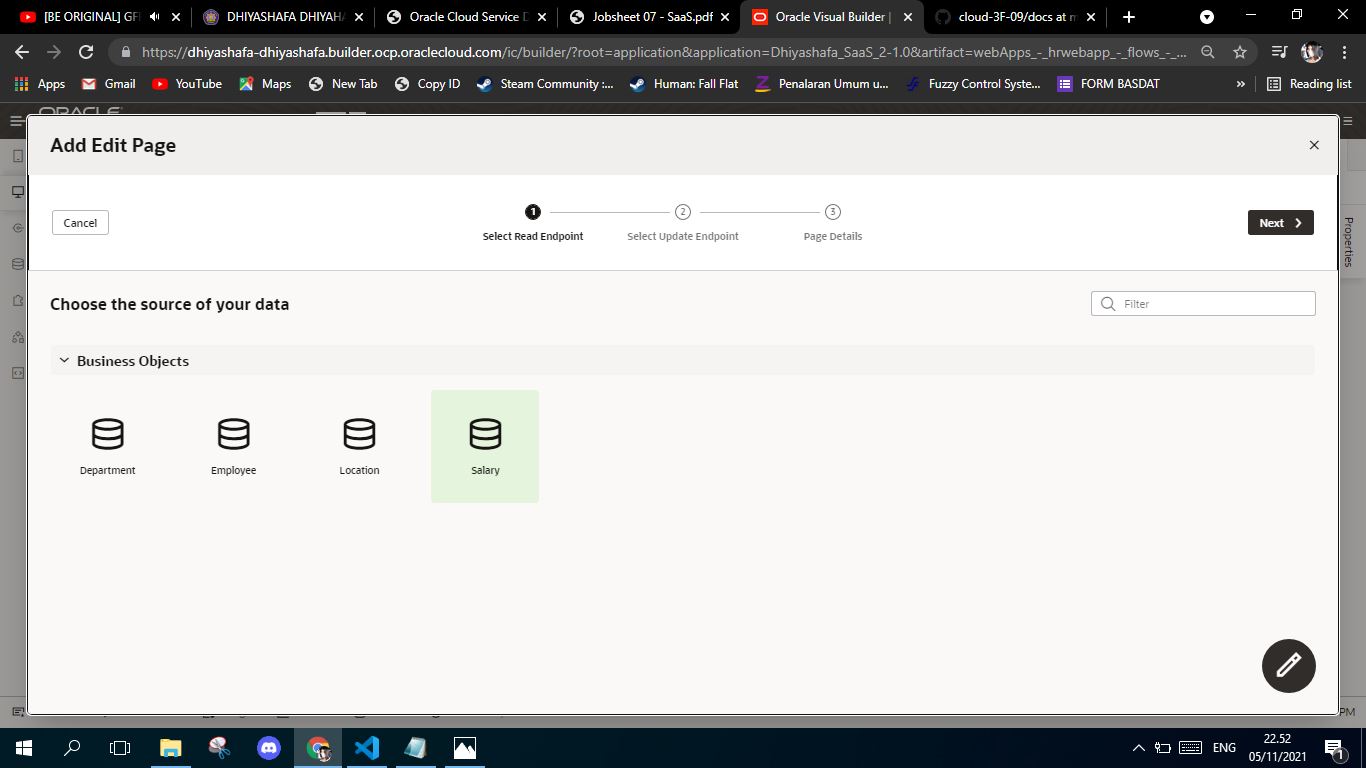 [BE ORIGINAL] GF
DHIYASHAFA DHIYAHA
Oracle Cloud Service D
Jobsheet 07 - SaaS.pdf
Oracle Visual Builder |
cloud-3F-09/docs at m
https://dhiyashafa-dhiyashafa.builder.ocp.oraclecloud.com/ic/builder/?root=application&application=Dhiyashafa_SaaS_2-1.0&artifact=webApps_-_hrwebapp_-_flows_-_...
Apps
Gmail
YouTube
Maps
New Tab
Copy ID
Steam Community :...
Human: Fall Flat
Penalaran Umum u...
Fuzzy Control Syste...
FORM BASDAT
»
Reading list
ORACLE
Add Edit Page
Cancel
1
2
3
Select Read Endpoint
Select Update Endpoint
Page Details
Next
Properties
Choose the source of your data
Filter
Business Objects
Department
Employee
Location
Salary
PM
ENG
22.52
05/11/2021
1